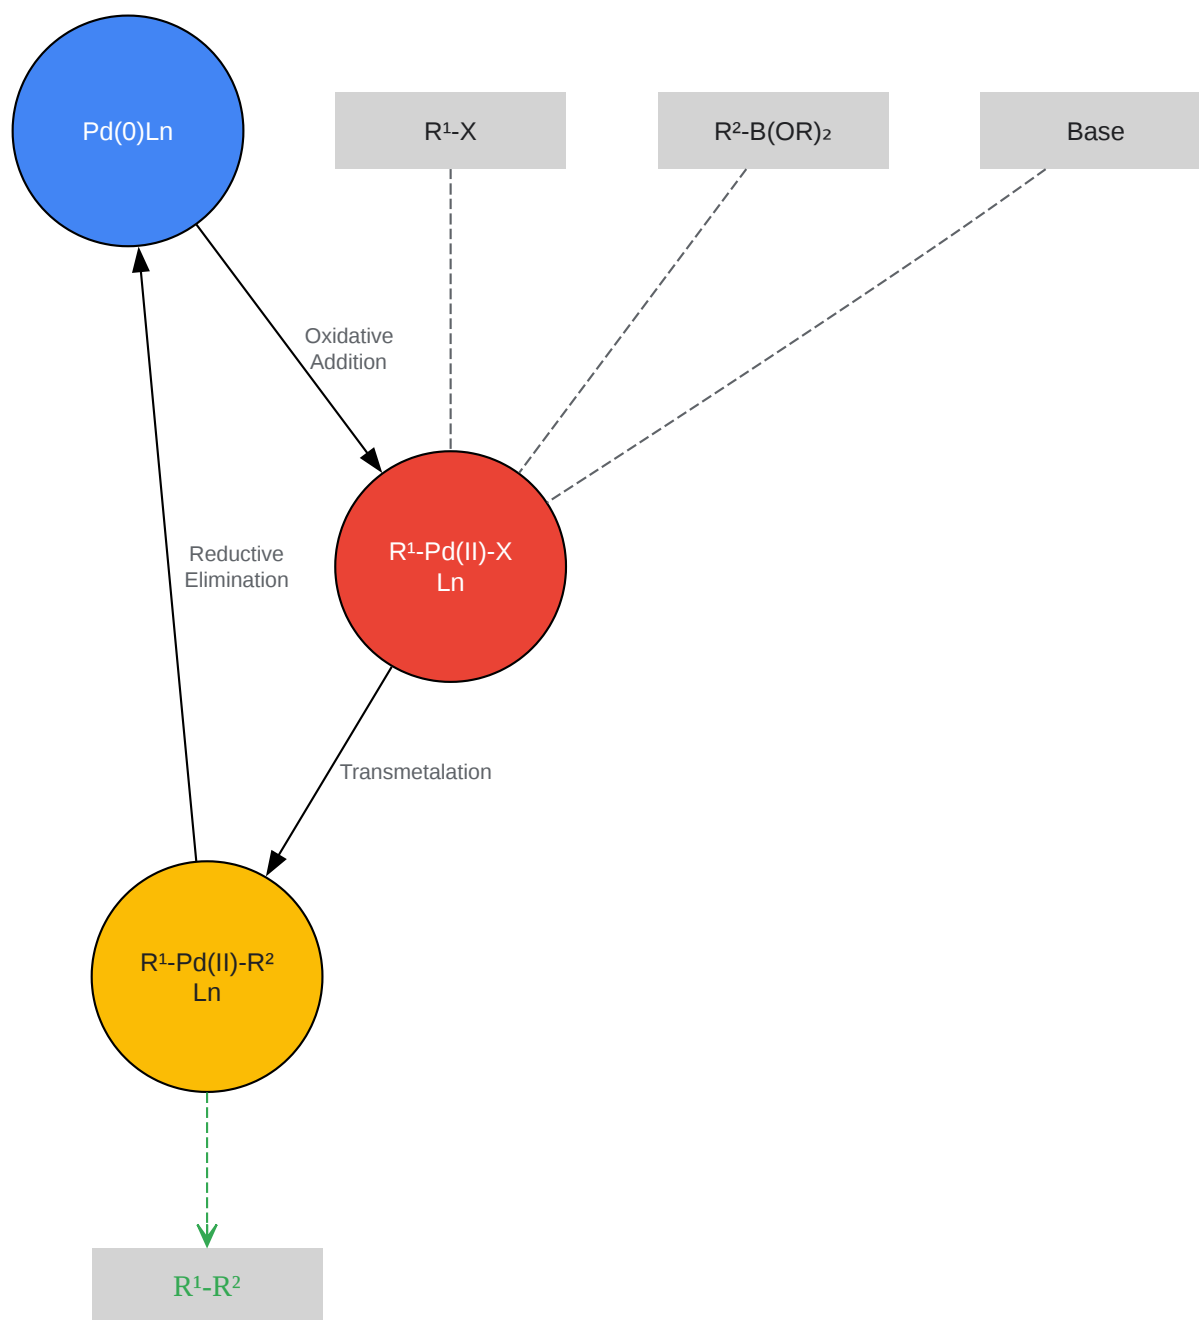 Pd(0)Ln
R¹-X
R²-B(OR)₂
Base
Oxidative
Addition
R¹-Pd(II)-X
Ln
Reductive
Elimination
Transmetalation
R¹-Pd(II)-R²
Ln
R¹-R²